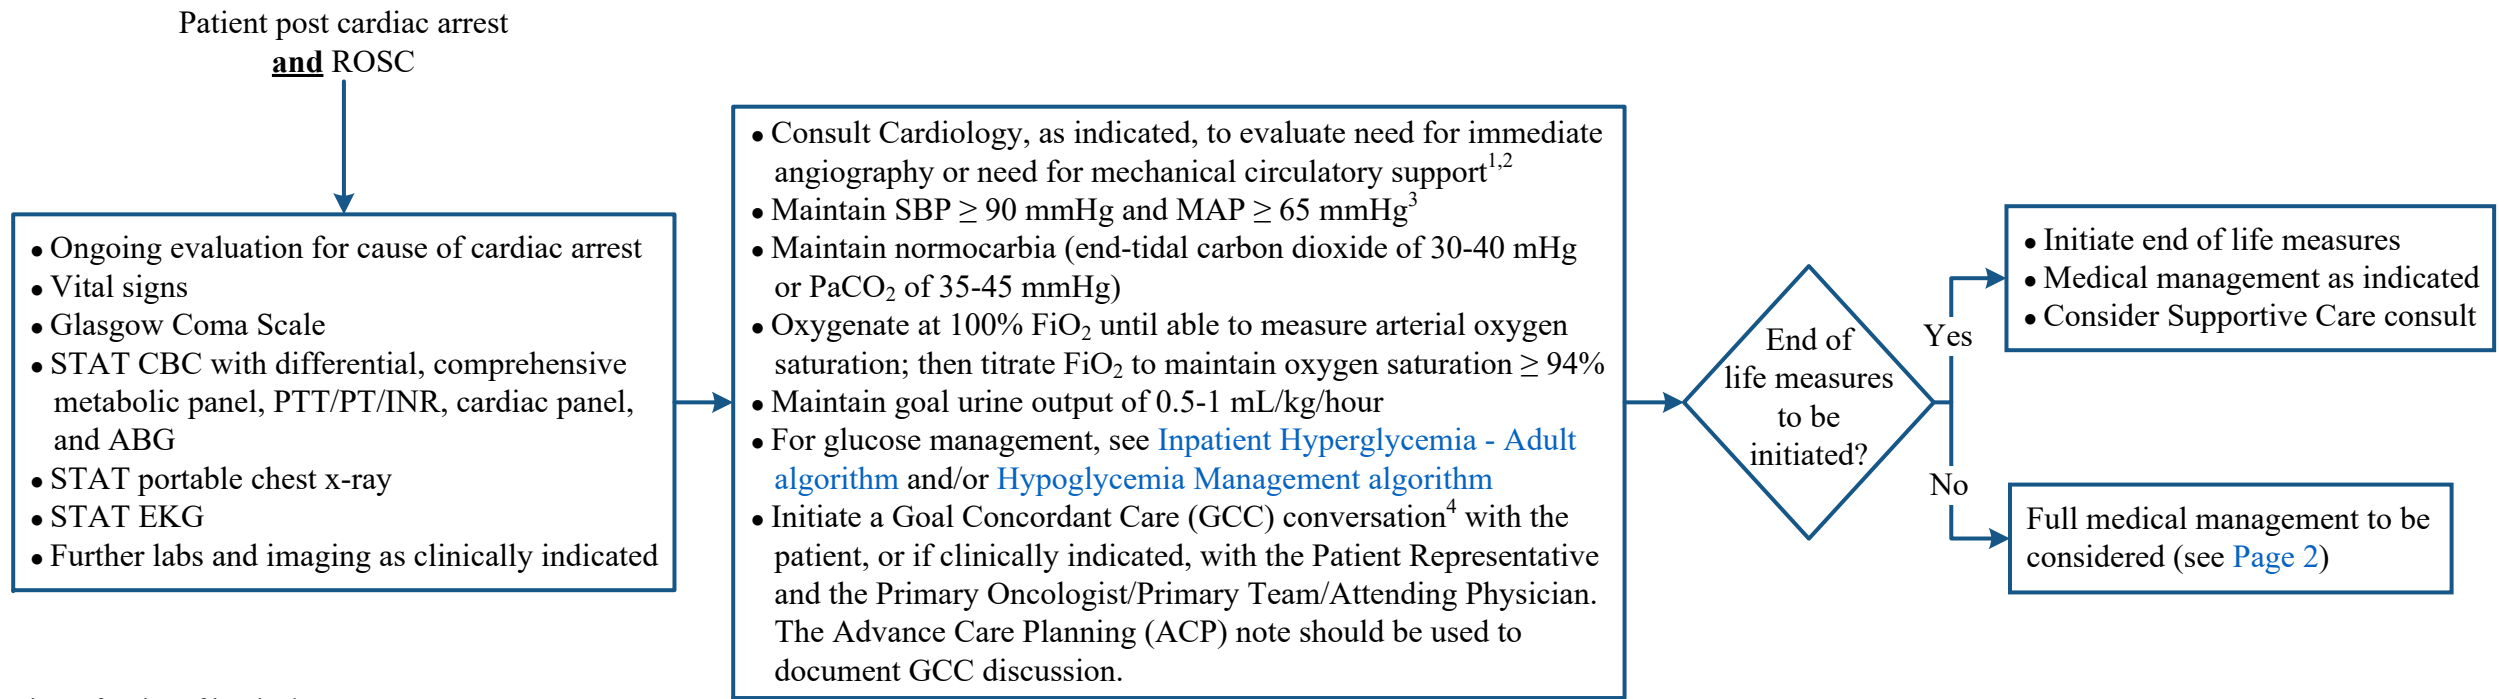 Patient post cardiac arrest
and ROSC
• Ongoing evaluation for cause of cardiac arrest
• Vital signs
• Glasgow Coma Scale
• STAT CBC with differential, comprehensive
metabolic panel, PTT/PT/INR, cardiac panel,
and ABG
• STAT portable chest x-ray
• STAT EKG
• Further labs and imaging as clinically indicated
• Consult Cardiology, as indicated, to evaluate need for immediate
angiography or need for mechanical circulatory support1,2
• Maintain SBP ≥ 90 mmHg and MAP ≥ 65 mmHg3
• Maintain normocarbia (end-tidal carbon dioxide of 30-40 mHg
or PaCO2 of 35-45 mmHg)
• Oxygenate at 100% FiO2 until able to measure arterial oxygen
saturation; then titrate FiO2 to maintain oxygen saturation ≥ 94%
• Maintain goal urine output of 0.5-1 mL/kg/hour
• For glucose management, see Inpatient Hyperglycemia - Adult
algorithm and/or Hypoglycemia Management algorithm
• Initiate a Goal Concordant Care (GCC) conversation4 with the
patient, or if clinically indicated, with the Patient Representative
and the Primary Oncologist/Primary Team/Attending Physician.
The Advance Care Planning (ACP) note should be used to
document GCC discussion.
End of
life measures
to be
initiated?
Yes
• Initiate end of life measures
• Medical management as indicated
• Consider Supportive Care consult
No
Full medical management to be
considered (see Page 2)